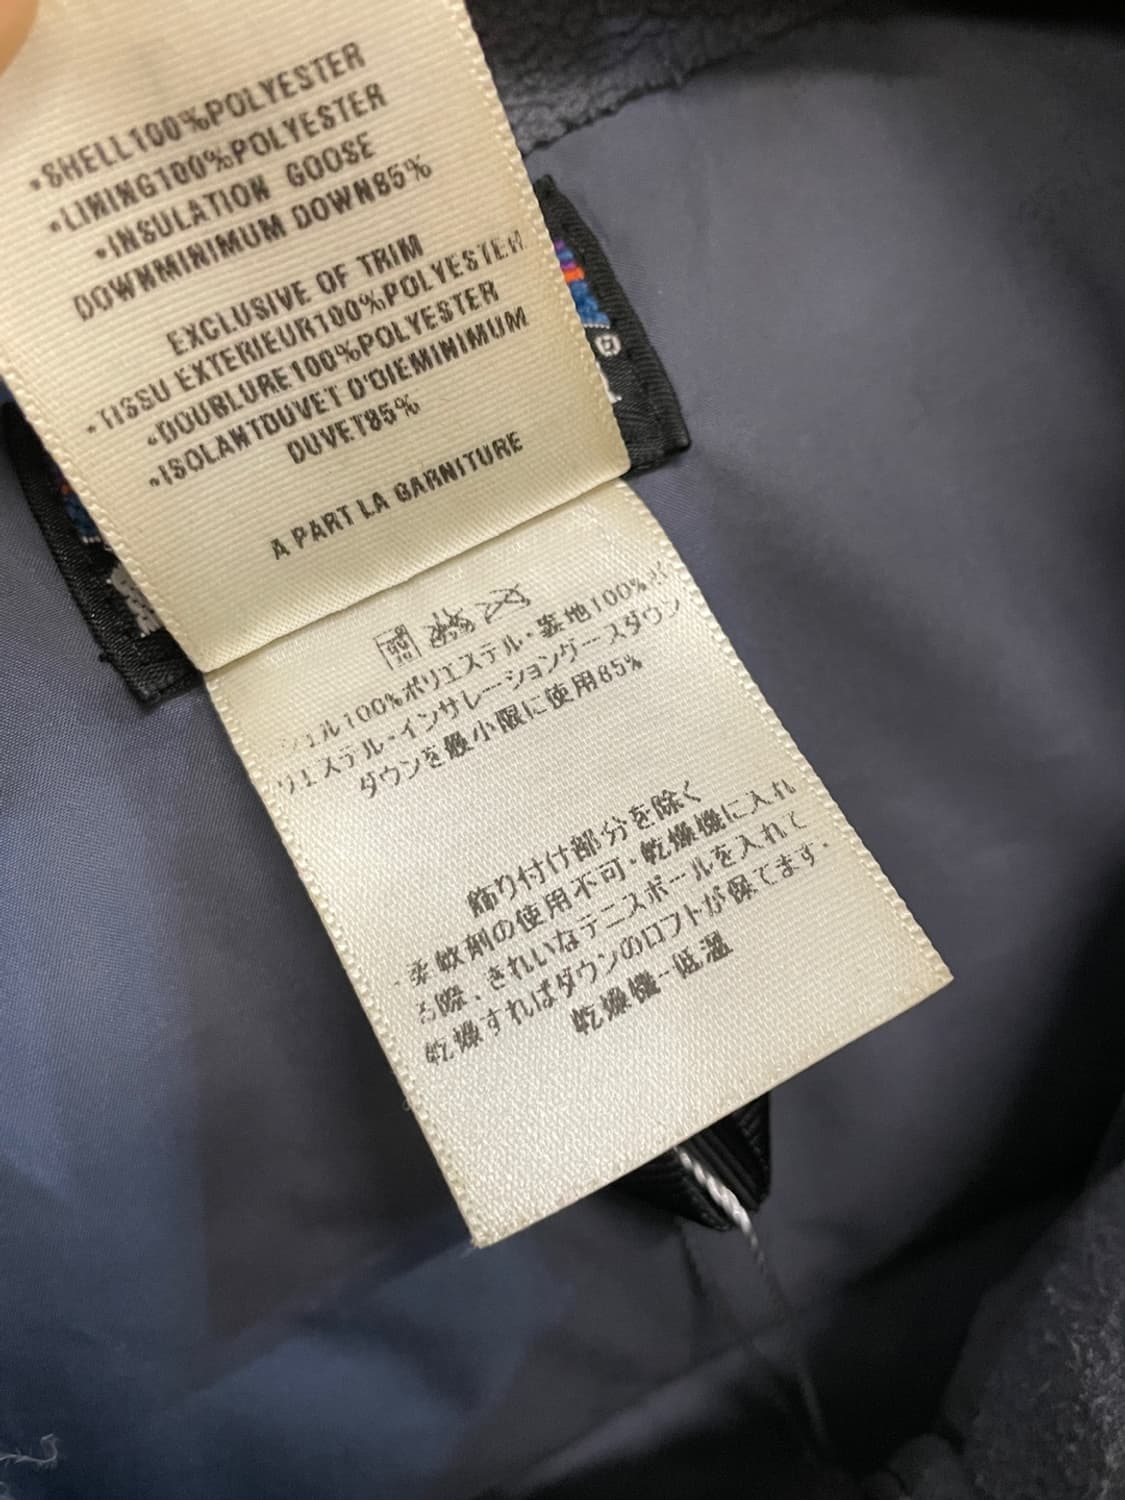 •SHELL100%POLYESTER
•LINING100%POLYESTER
•INSULATION GOOSE
DOWNMINIMUM DOWN85%
EXCLUSIVE OF TRIM
•TISSU EXTERIEUR100%POLYESTER
•DOUBLURE100%POLYESTER
•ISOLANTDUVET D'OIEMINIMUM
DUVET85%
A PART LA GARNITURE
シェル100%ポリエステル・裏地100%ポ
リエステル・インサレーショングースダウン
ダウンを最小限に使用85%
飾り付け部分を除く
・柔軟剤の使用不可・乾燥機に入れ
る際、きれいなテニスボールを入れて
乾燥すればダウンのロフトが保てます・
乾燥機-低温
®